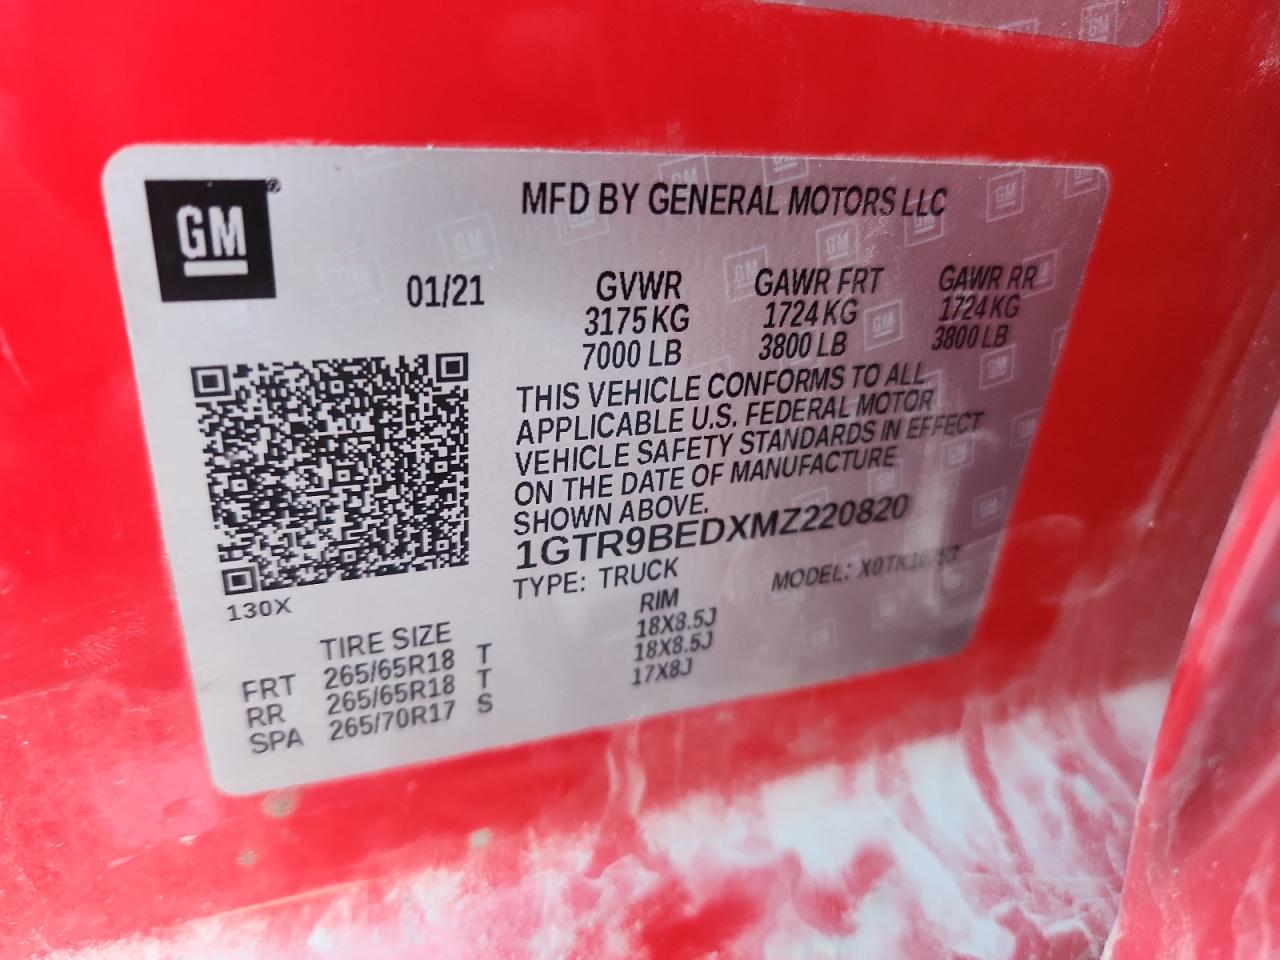 GM®
MFD BY GENERAL MOTORS LLC
01/21
GVWR GAWR FRT GAWR RR
3175 KG 1724 KG 1724 KG
7000 LB 3800 LB 3800 LB
THIS VEHICLE CONFORMS TO ALL
APPLICABLE U.S. FEDERAL MOTOR
VEHICLE SAFETY STANDARDS IN EFFECT
ON THE DATE OF MANUFACTURE
SHOWN ABOVE.
1GTR9BEDXMZ220820
TYPE: TRUCK MODEL:
130X
TIRE SIZE RIM
FRT 265/65R18 T 18X8.5J
RR 265/65R18 T 18X8.5J
SPA 265/70R17 S 17X8J